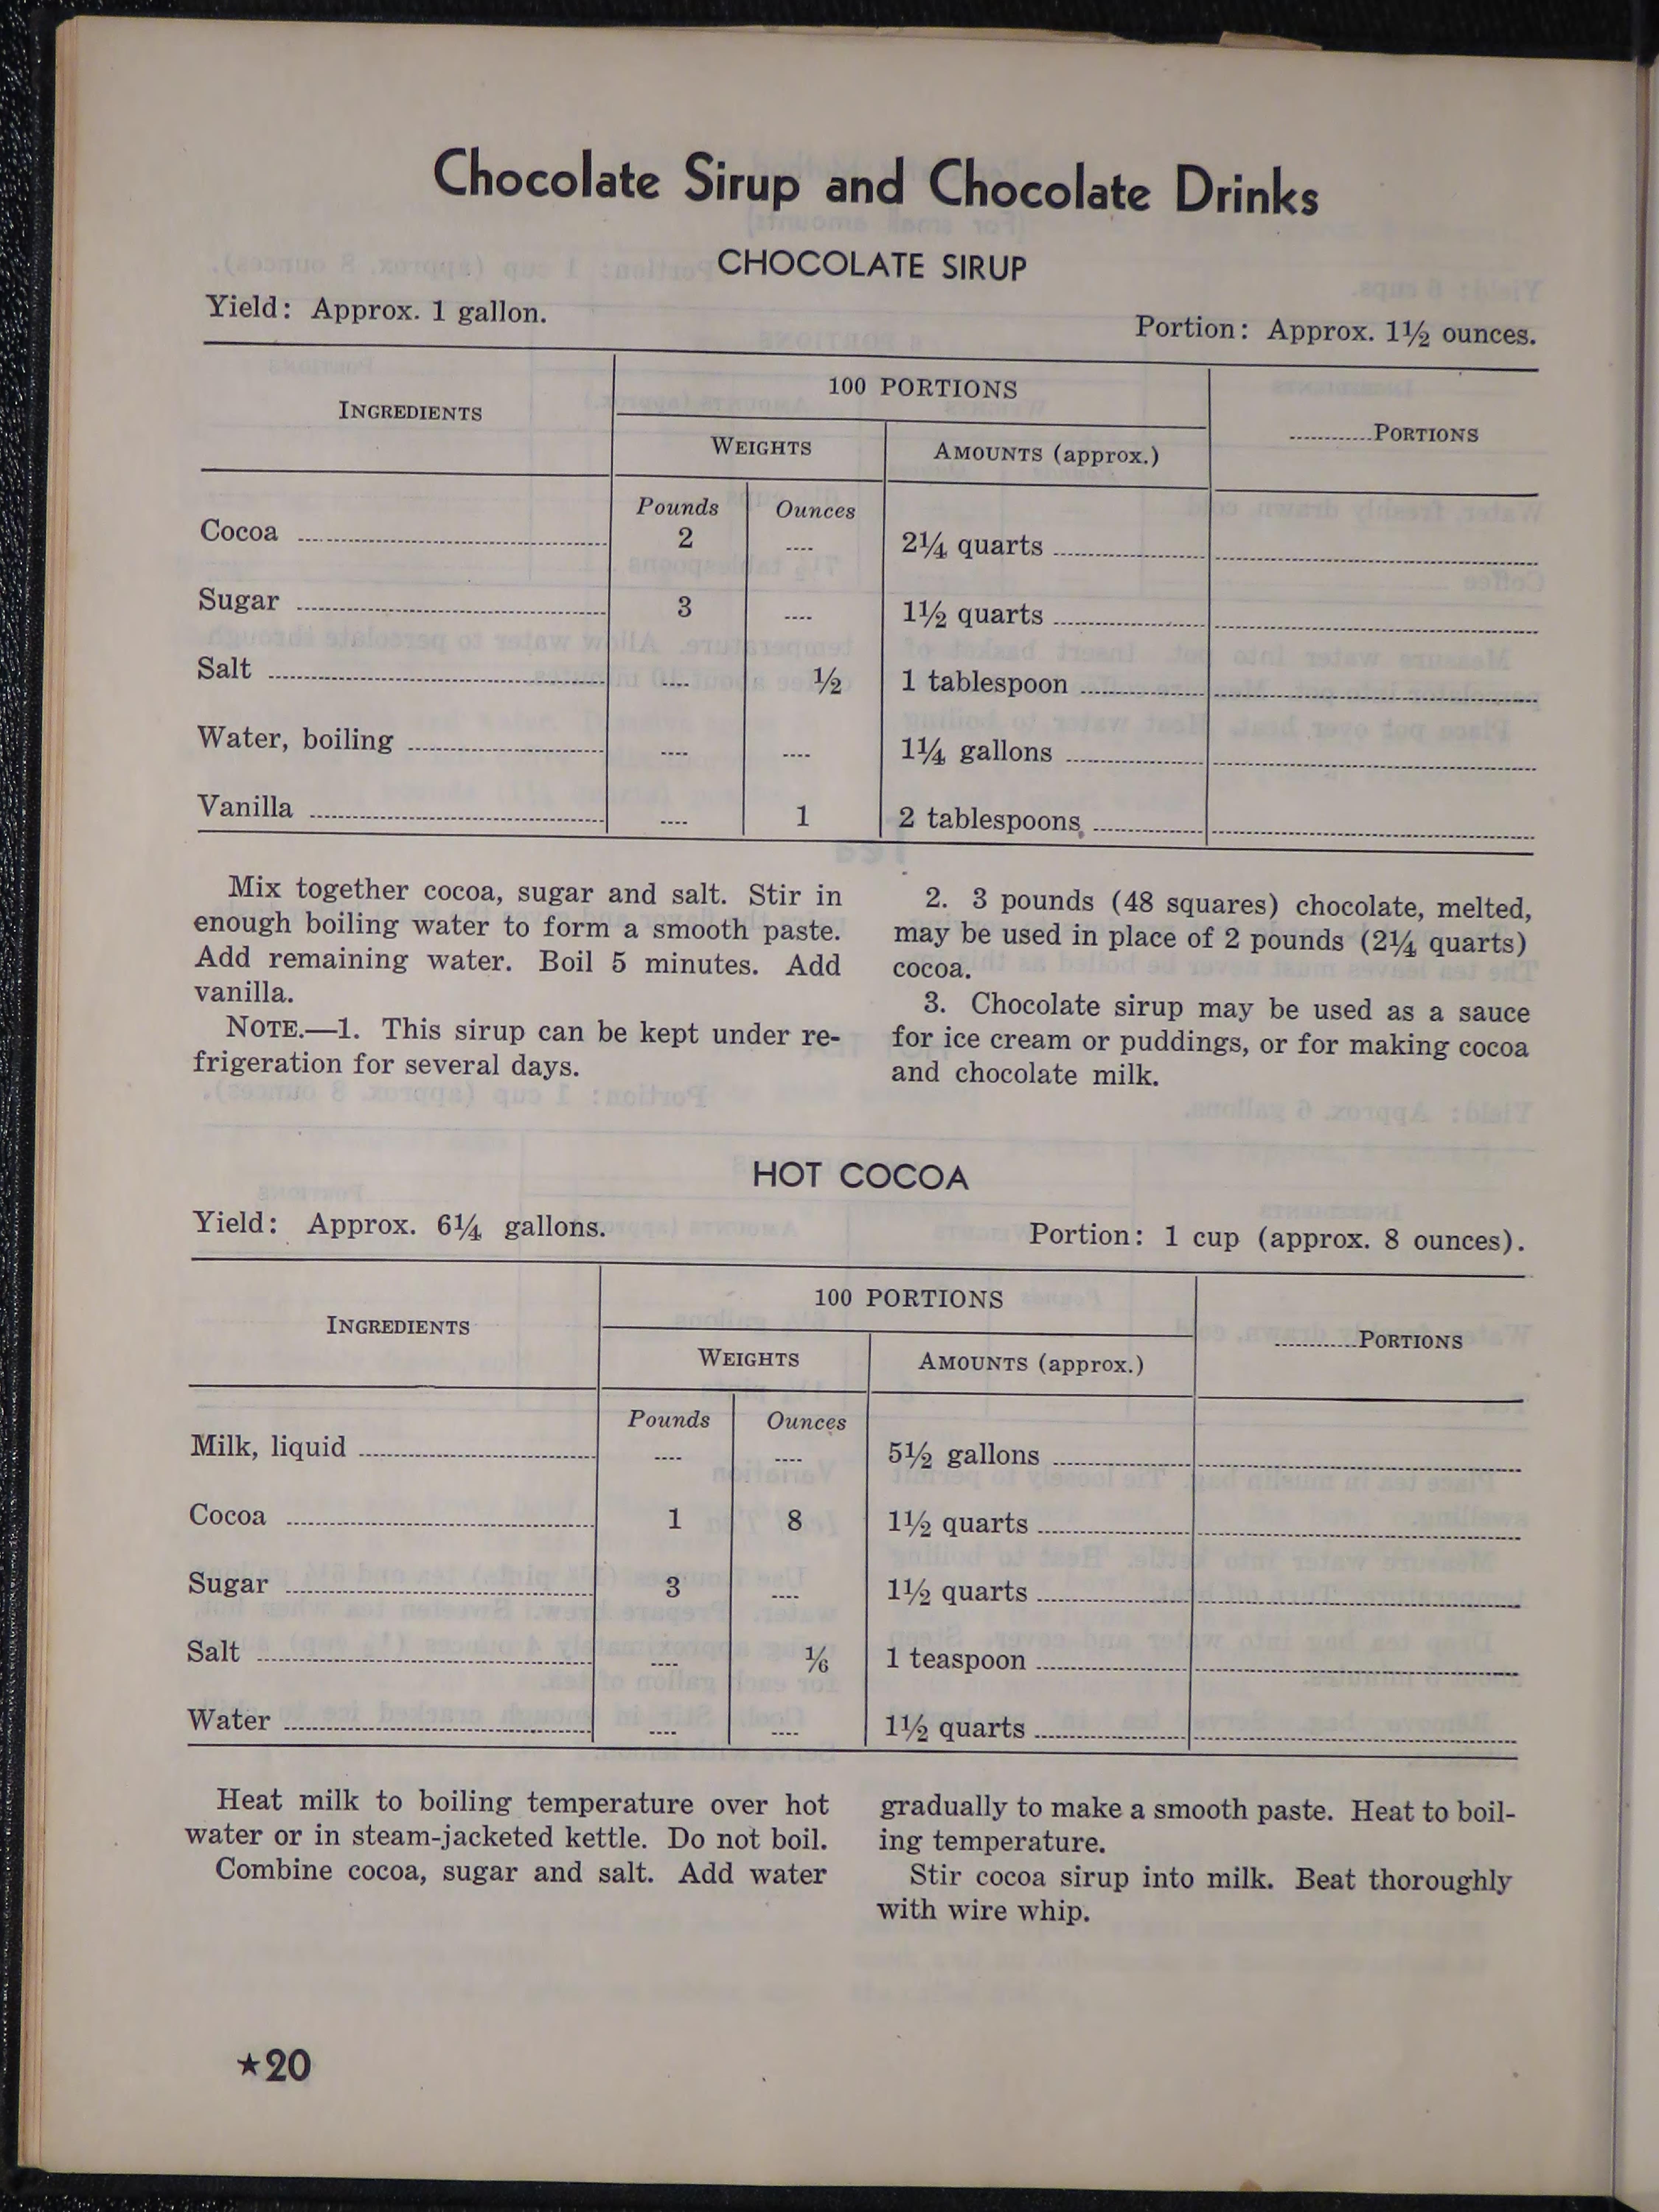 Chocolate Sirup and Chocolate Drinks
CHOCOLATE SIRUP
Yield: Approx. 1 gallon. Portion: Approx. 1½ ounces.
INGREDIENTS 100 PORTIONS ............PORTIONS
WEIGHTS AMOUNTS (approx.)
Pounds Ounces
Cocoa 2 .... 2¼ quarts
Sugar 3 .... 1½ quarts
Salt .... ½ 1 tablespoon
Water, boiling .... .... 1¼ gallons
Vanilla .... 1 2 tablespoons
Mix together cocoa, sugar and salt. Stir in
enough boiling water to form a smooth paste.
Add remaining water. Boil 5 minutes. Add
vanilla.
NOTE.—1. This sirup can be kept under re-
frigeration for several days.
2. 3 pounds (48 squares) chocolate, melted,
may be used in place of 2 pounds (2¼ quarts)
cocoa.
3. Chocolate sirup may be used as a sauce
for ice cream or puddings, or for making cocoa
and chocolate milk.
HOT COCOA
Yield: Approx. 6¼ gallons. Portion: 1 cup (approx. 8 ounces).
INGREDIENTS 100 PORTIONS ............PORTIONS
WEIGHTS AMOUNTS (approx.)
Pounds Ounces
Milk, liquid .... .... 5½ gallons
Cocoa 1 8 1½ quarts
Sugar 3 .... 1½ quarts
Salt .... ⅙ 1 teaspoon
Water .... .... 1½ quarts
Heat milk to boiling temperature over hot
water or in steam-jacketed kettle. Do not boil.
Combine cocoa, sugar and salt. Add water
gradually to make a smooth paste. Heat to boil-
ing temperature.
Stir cocoa sirup into milk. Beat thoroughly
with wire whip.
★20